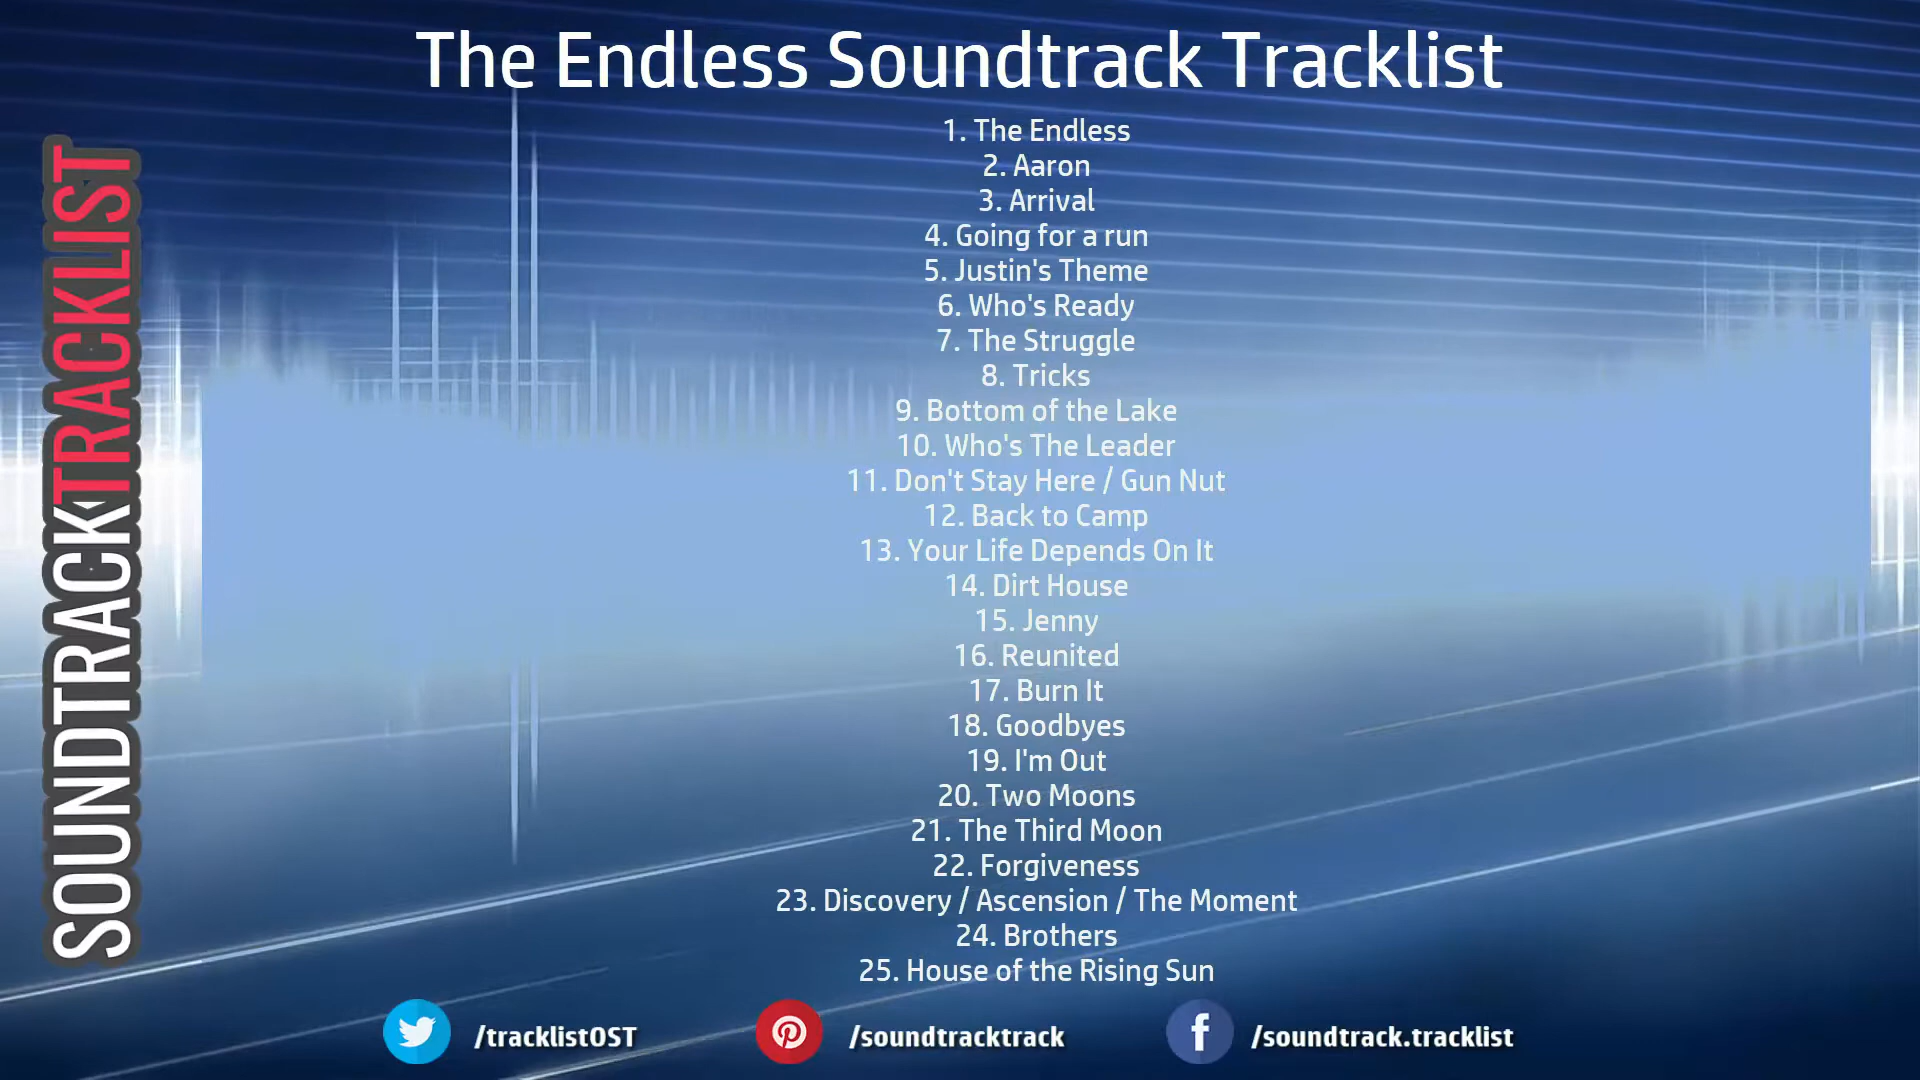 The Endless Soundtrack Tracklist
SOUNDTRACKTRACKLIST
1. The Endless
2. Aaron
3. Arrival
4. Going for a run
5. Justin's Theme
6. Who's Ready
7. The Struggle
8. Tricks
9. Bottom of the Lake
10. Who's The Leader
11. Don't Stay Here / Gun Nut
12. Back to Camp
13. Your Life Depends On It
14. Dirt House
15. Jenny
16. Reunited
17. Burn It
18. Goodbyes
19. I'm Out
20. Two Moons
21. The Third Moon
22. Forgiveness
23. Discovery / Ascension / The Moment
24. Brothers
25. House of the Rising Sun
/tracklistOST
/soundtracktrack
/soundtrack.tracklist